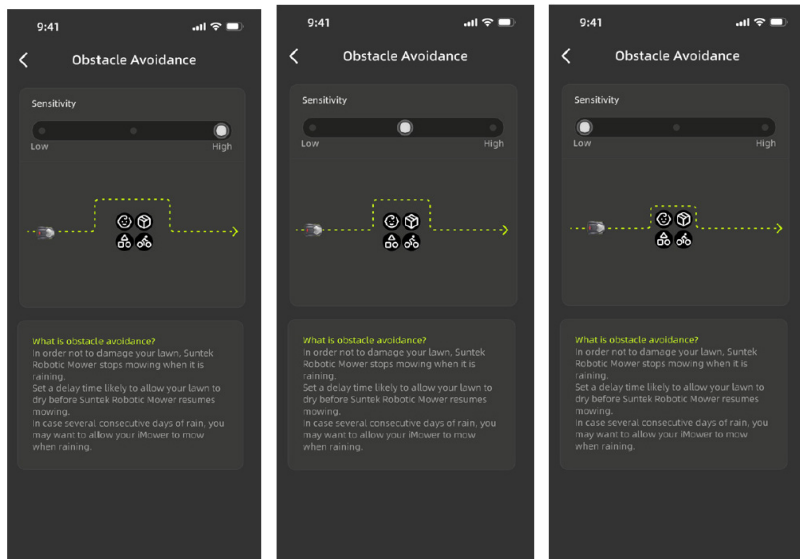 9:41
Obstacle Avoidance
Sensitivity
Low High
What is obstacle avoidance?
In order not to damage your lawn, Suntek
Robotic Mower stops mowing when it is
raining.
Set a delay time likely to allow your lawn to
dry before Suntek Robotic Mower resumes
mowing.
In case several consecutive days of rain, you
may want to allow your iMower to mow
when raining.
9:41
Obstacle Avoidance
Sensitivity
Low High
What is obstacle avoidance?
In order not to damage your lawn, Suntek
Robotic Mower stops mowing when it is
raining.
Set a delay time likely to allow your lawn to
dry before Suntek Robotic Mower resumes
mowing.
In case several consecutive days of rain, you
may want to allow your iMower to mow
when raining.
9:41
Obstacle Avoidance
Sensitivity
Low High
What is obstacle avoidance?
In order not to damage your lawn, Suntek
Robotic Mower stops mowing when it is
raining.
Set a delay time likely to allow your lawn to
dry before Suntek Robotic Mower resumes
mowing.
In case several consecutive days of rain, you
may want to allow your iMower to mow
when raining.